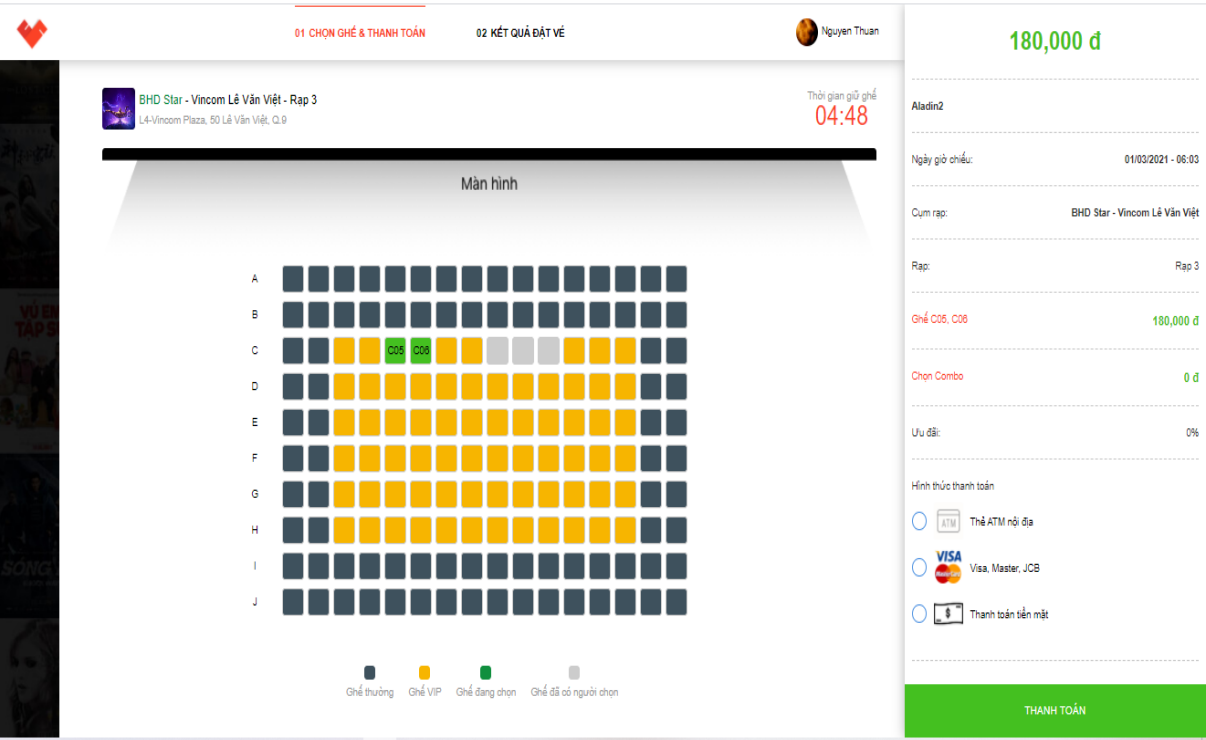 01 CHỌN GHẾ & THANH TOÁN
02 KẾT QUẢ ĐẶT VÉ
Nguyen Thuan
BHD Star - Vincom Lê Văn Việt - Rạp 3
L4-Vincom Plaza, 50 Lê Văn Việt, Q.9
Thời gian giữ ghế
04:48
Màn hình
A
B
C C05 C06
D
E
F
G
H
I
J
Ghế thường Ghế VIP Ghế đang chọn Ghế đã có người chọn
180,000 đ
Aladin2
Ngày giờ chiếu: 01/03/2021 - 06:03
Cụm rạp: BHD Star - Vincom Lê Văn Việt
Rạp: Rạp 3
Ghế C05, C06 180,000 đ
Chọn Combo 0 đ
Ưu đãi: 0%
Hình thức thanh toán
ATM Thẻ ATM nội địa
VISA
Visa, Master, JCB
$ Thanh toán tiền mặt
THANH TOÁN
VÚ EM
TẬP S
SONG